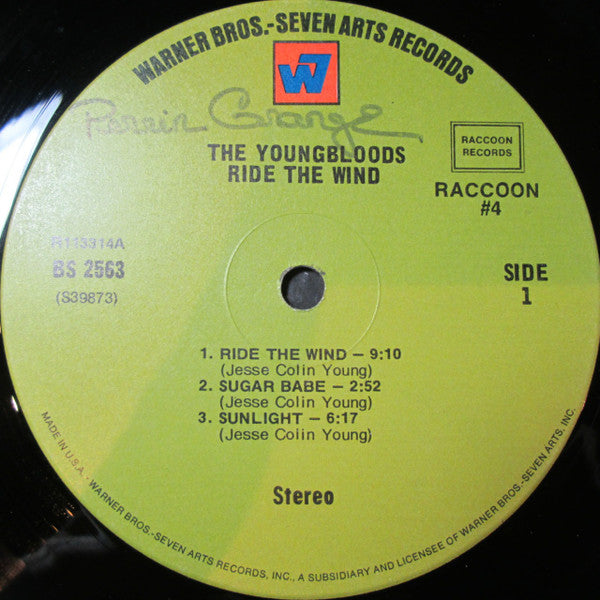 WARNER BROS.-SEVEN ARTS RECORDS
W7
THE YOUNGBLOODS
RIDE THE WIND
RACCOON
RECORDS
RACCOON
#4
R113314A
BS 2563
(S39873)
SIDE
1
1. RIDE THE WIND – 9:10
(Jesse Colin Young)
2. SUGAR BABE – 2:52
(Jesse Colin Young)
3. SUNLIGHT – 6:17
(Jesse Colin Young)
Stereo
MADE IN U.S.A. WARNER BROS.-SEVEN ARTS RECORDS, INC., A SUBSIDIARY AND LICENSEE OF WARNER BROS.-SEVEN ARTS, INC.